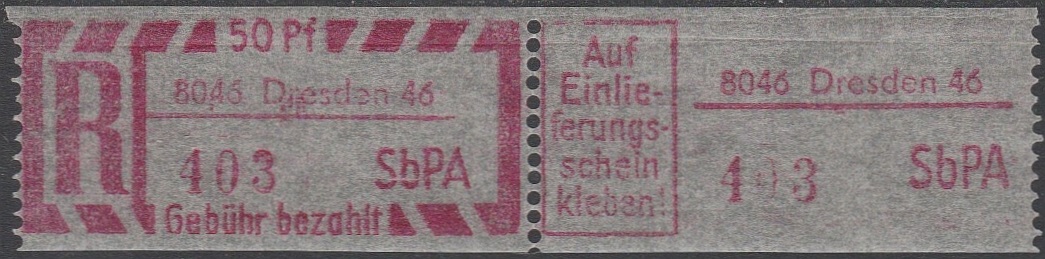 50 Pf
R
8046 Dresden 46
403 SbPA
Gebühr bezahlt
Auf
Einlie-
ferungs-
schein
kleben!
8046 Dresden 46
403 SbPA